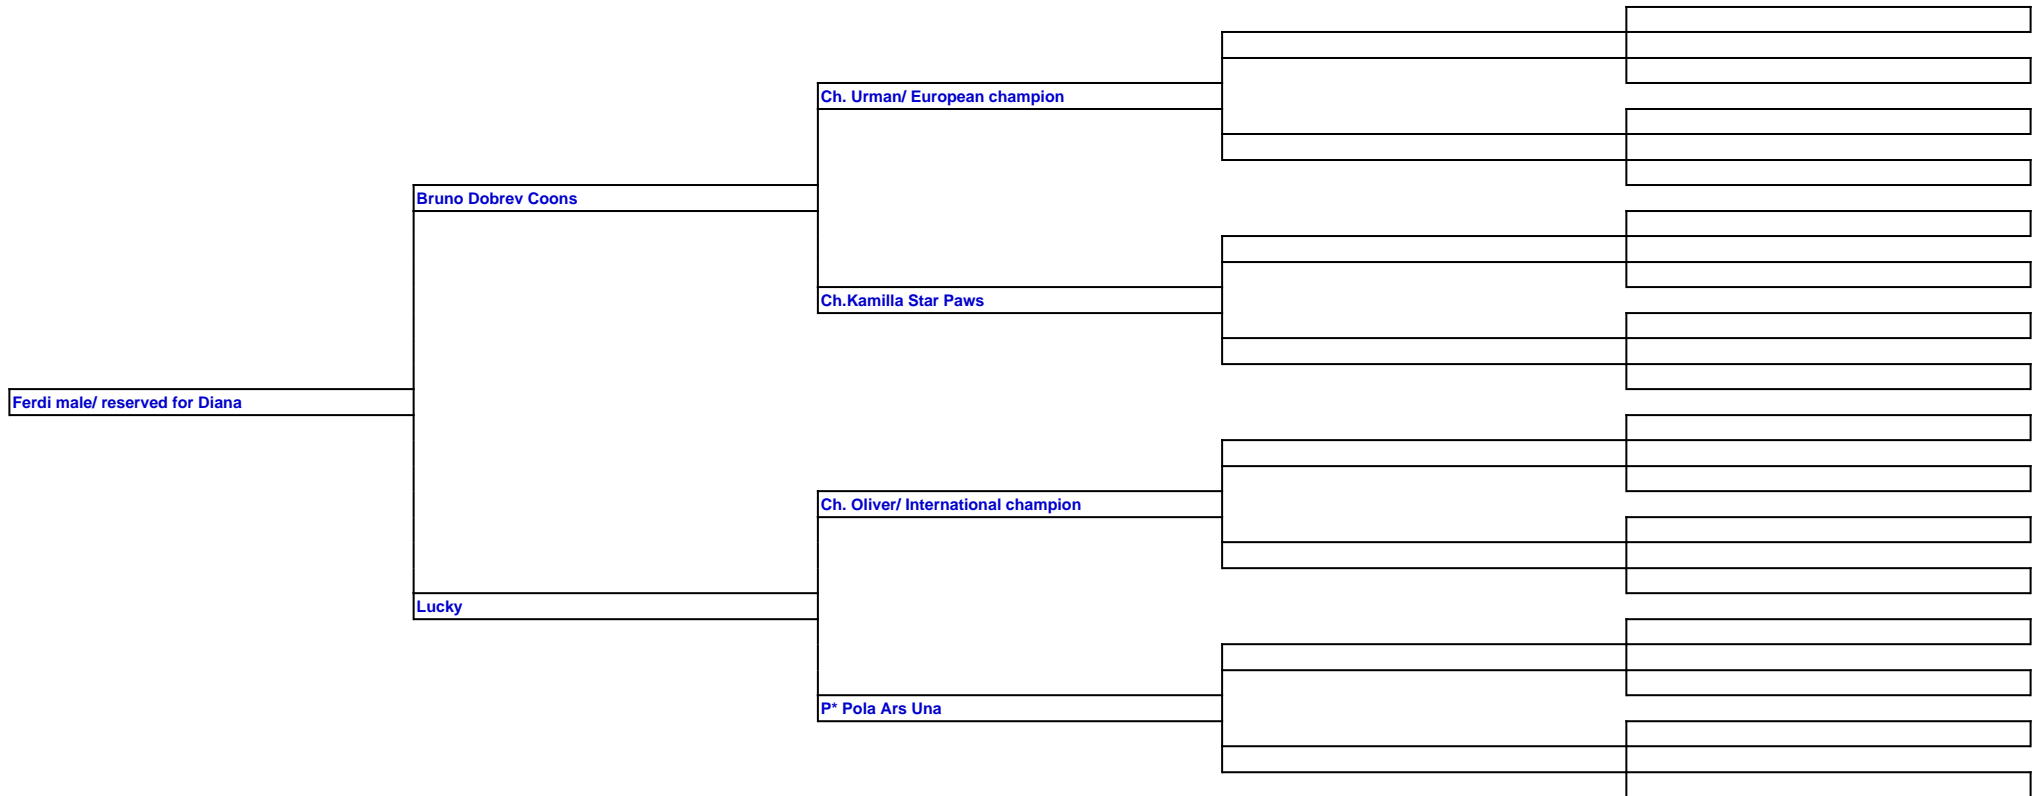 Ch. Urman/ European champion
Bruno Dobrev Coons
Ch.Kamilla Star Paws
Ferdi male/ reserved for Diana
Ch. Oliver/ International champion
Lucky
P* Pola Ars Una